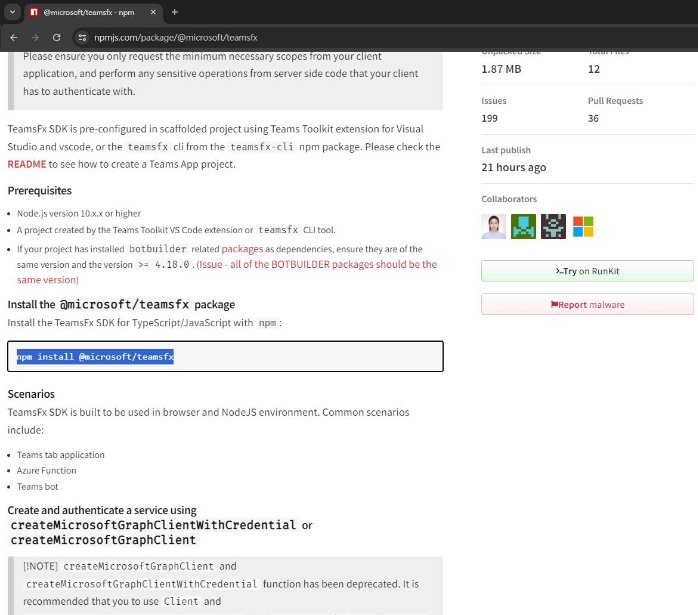 @microsoft/teamsfx - npm
npmjs.com/package/@microsoft/teamsfx
Please ensure you only request the minimum necessary scopes from your client
application, and perform any sensitive operations from server side code that your client
has to authenticate with.
TeamsFx SDK is pre-configured in scaffolded project using Teams Toolkit extension for Visual
Studio and vscode, or the teamsfx cli from the teamsfx-cli npm package. Please check the
README to see how to create a Teams App project.
Prerequisites
Node.js version 10.x.x or higher
A project created by the Teams Toolkit VS Code extension or teamsfx CLI tool.
If your project has installed botbuilder related packages as dependencies, ensure they are of the
same version and the version >= 4.18.0 . (Issue - all of the BOTBUILDER packages should be the
same version)
Install the @microsoft/teamsfx package
Install the TeamsFx SDK for TypeScript/JavaScript with npm :
npm install @microsoft/teamsfx
Scenarios
TeamsFx SDK is built to be used in browser and NodeJS environment. Common scenarios
include:
Teams tab application
Azure Function
Teams bot
Create and authenticate a service using
createMicrosoftGraphClientWithCredential or
createMicrosoftGraphClient
[!NOTE] createMicrosoftGraphClient and
createMicrosoftGraphClientWithCredential function has been deprecated. It is
recommended that you to use Client and
Unpacked Size Total Files
1.87 MB 12
Issues Pull Requests
199 36
Last publish
21 hours ago
Collaborators
>-Try on RunKit
Report malware